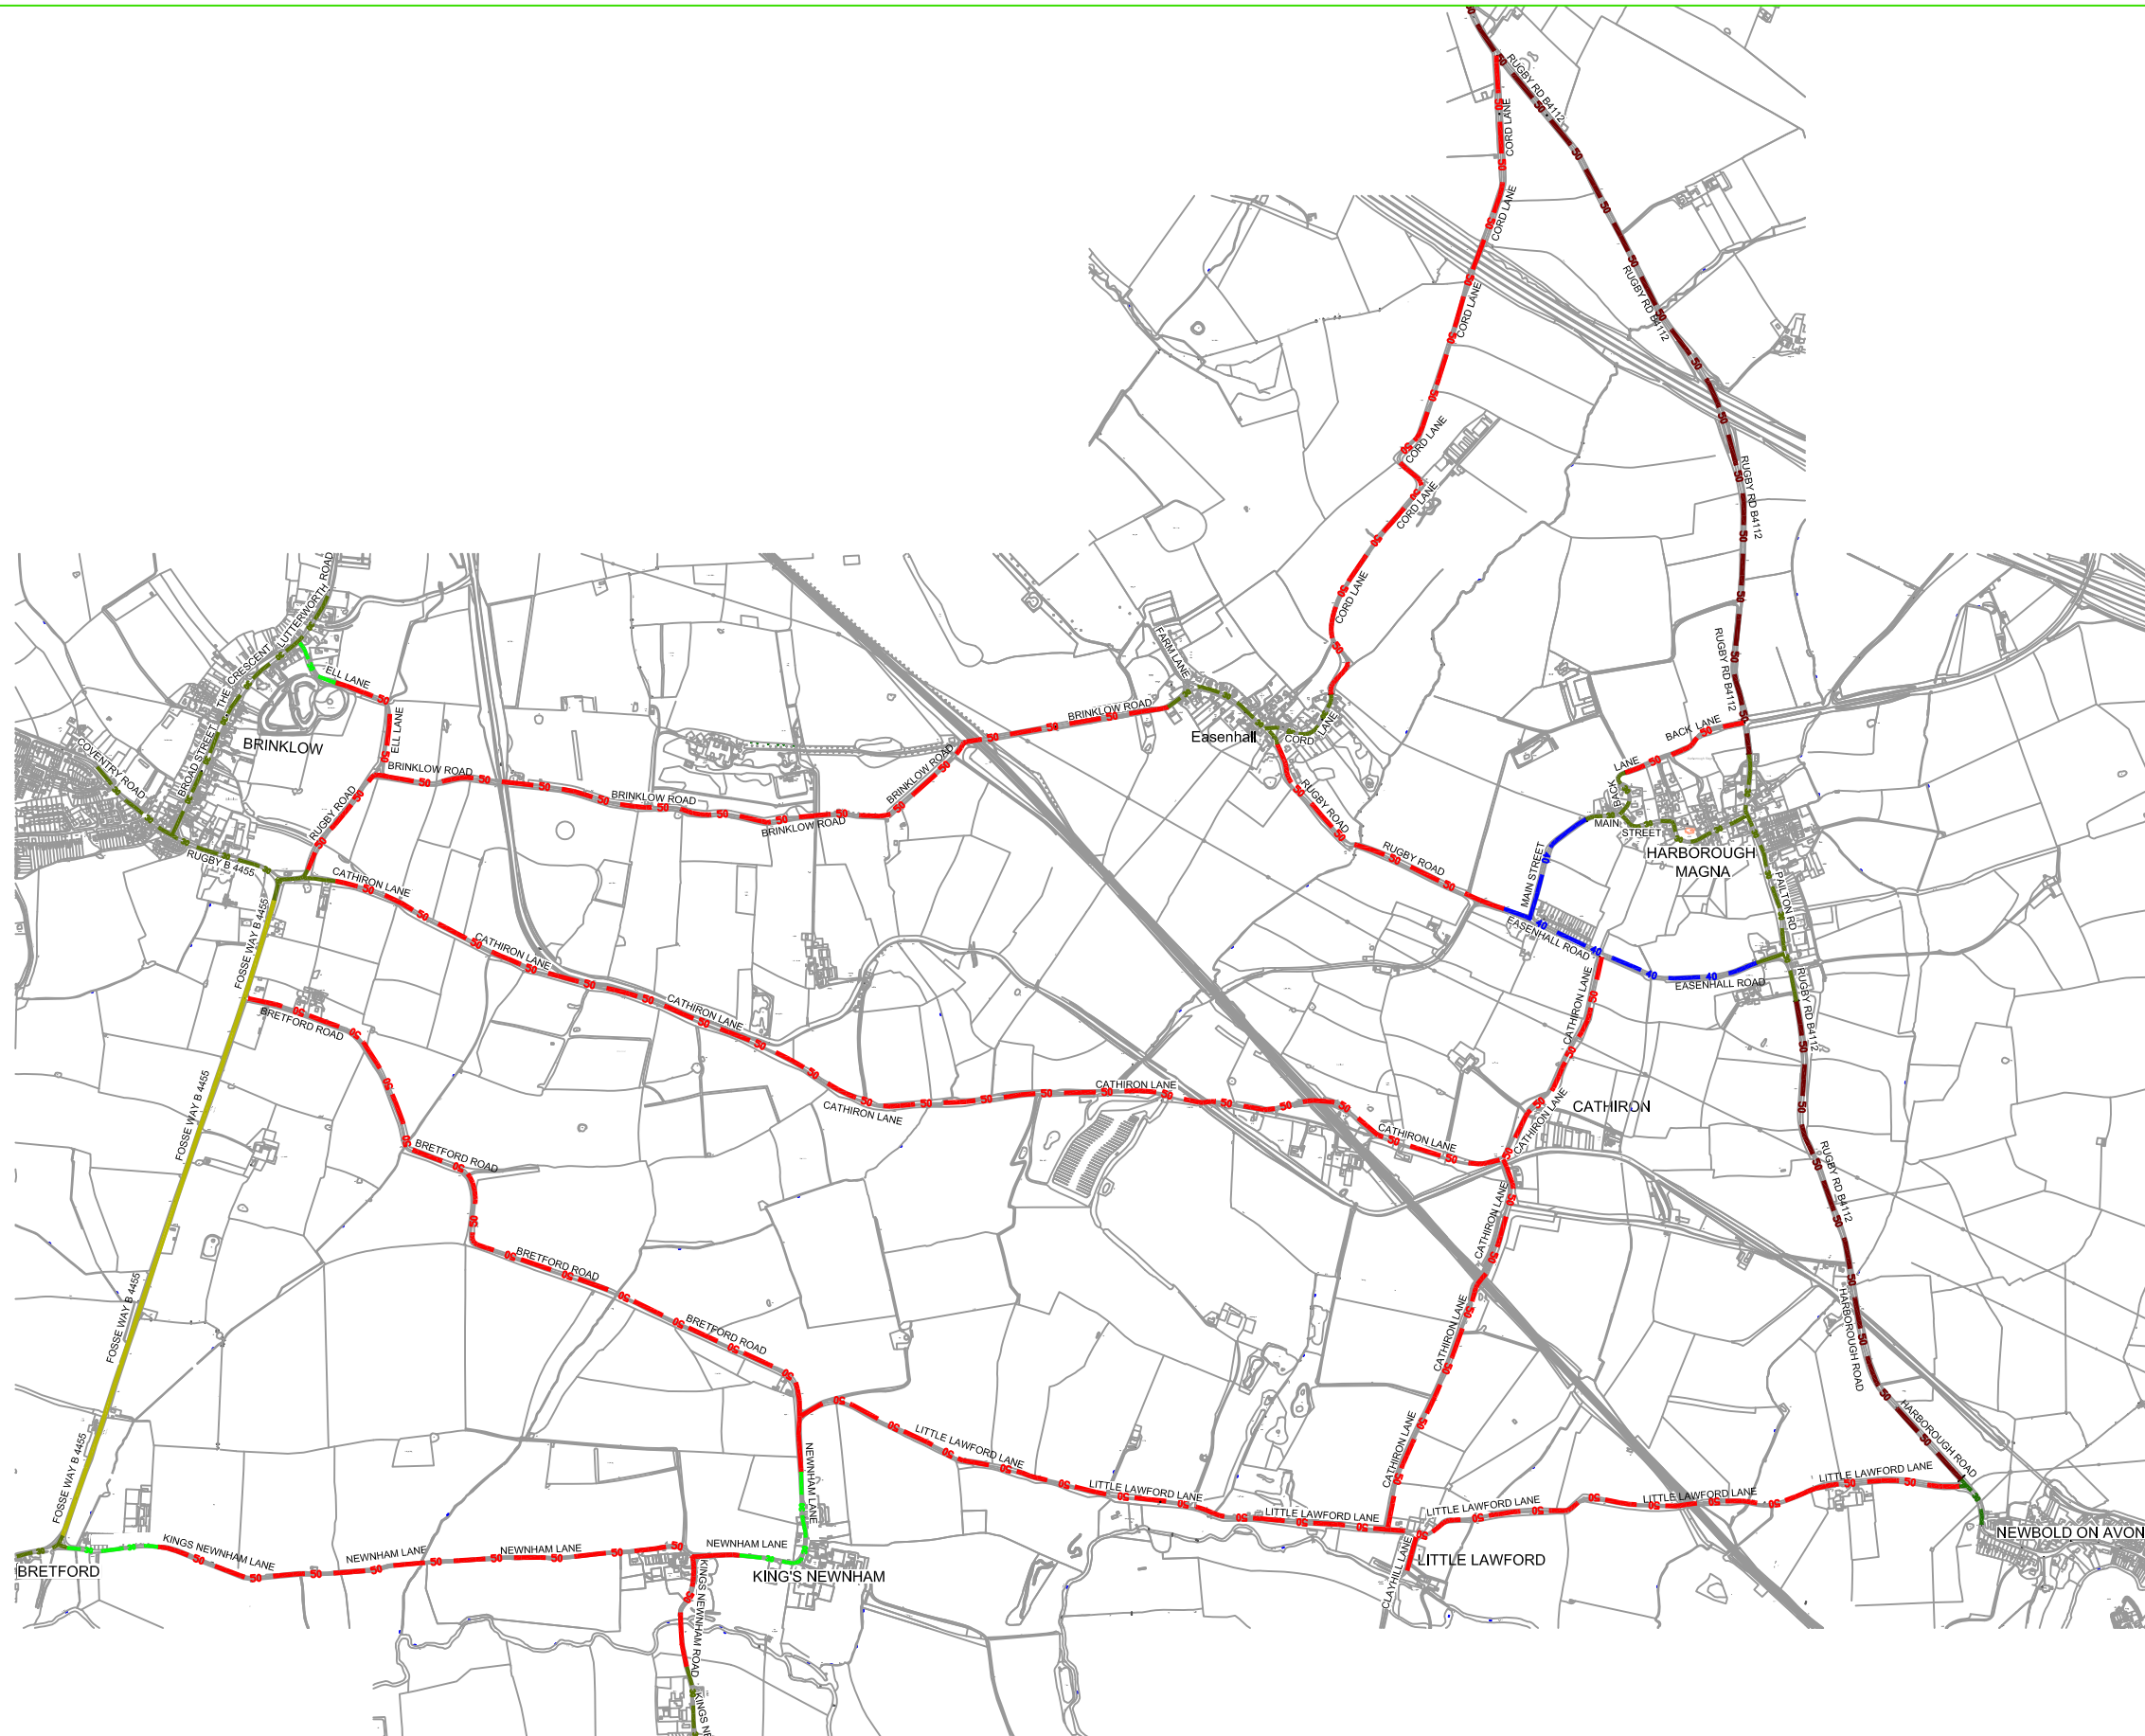 RUGBY RD B4112
CORD LANE
CORD LANE
RUGBY RD B4112
CORD LANE
CORD LANE
RUGBY RD B4112
CORD LANE
LUTTERWORTH ROAD
CORD LANE
THE CRESCENT
FARM LANE
RUGBY RD B4112
ELL LANE
BRINKLOW ROAD
BACK LANE
BROAD STREET
BRINKLOW
ELL LANE
Easenhall
CORD LANE
COVENTRY ROAD
BRINKLOW ROAD
BRINKLOW ROAD
BACK LANE
BRINKLOW ROAD
RUGBY ROAD
BRINKLOW ROAD
RUGBY ROAD
MAIN STREET
RUGBY B 4455
HARBOROUGH
MAGNA
RUGBY ROAD
MAIN STREET
CATHIRON LANE
PAILTON RD
FOSSE WAY B 4455
CATHIRON LANE
EASENHALL ROAD
EASENHALL ROAD
RUGBY RD B4112
BRETFORD ROAD
CATHIRON LANE
CATHIRON LANE
FOSSE WAY B 4455
CATHIRON LANE
CATHIRON LANE
CATHIRON
CATHIRON LANE
CATHIRON LANE
BRETFORD ROAD
RUGBY RD B4112
CATHIRON LANE
BRETFORD ROAD
FOSSE WAY B 4455
BRETFORD ROAD
CATHIRON LANE
HARBOROUGH ROAD
FOSSE WAY B 4455
NEWNHAM LANE
LITTLE LAWFORD LANE
CATHIRON LANE
HARBOROUGH ROAD
LITTLE LAWFORD LANE
LITTLE LAWFORD LANE
LITTLE LAWFORD LANE
LITTLE LAWFORD LANE
LITTLE LAWFORD LANE
NEWBOLD ON AVON
KINGS NEWNHAM LANE
NEWNHAM LANE
NEWNHAM LANE
NEWNHAM LANE
BRETFORD
KING'S NEWNHAM
CLAYHILL LANE
LITTLE LAWFORD
KINGS NEWNHAM ROAD
50
40